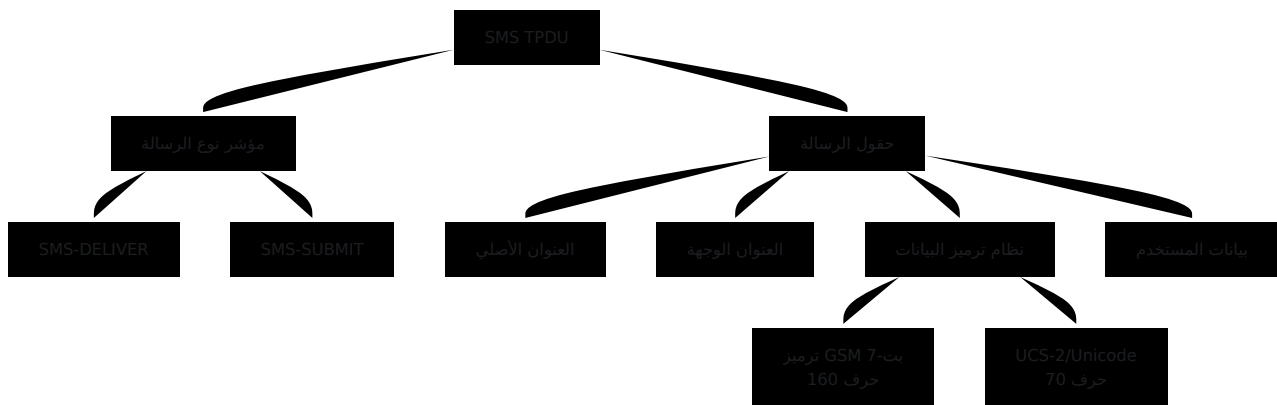 SMS TPDU
مؤشر نوع الرسالة
حقول الرسالة
SMS-DELIVER
SMS-SUBMIT
العنوان الأصلي
العنوان الوجهة
نظام ترميز البيانات
بيانات المستخدم
ترميز GSM 7-بت
160 حرف
UCS-2/Unicode
70 حرف